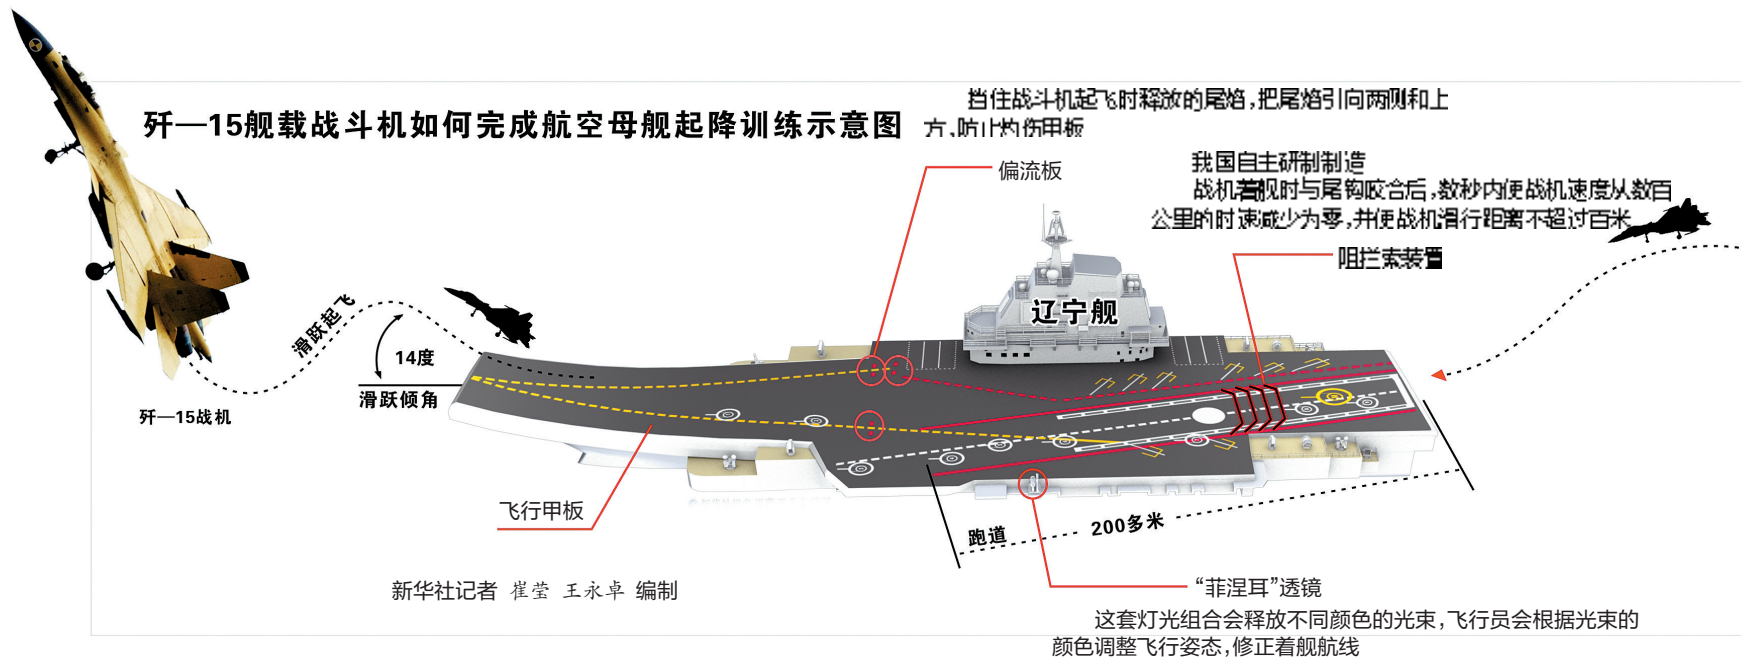 挡住战斗机起飞时释放的尾焰,把尾焰引向两侧和上
方,防止灼伤甲板
歼—15舰载战斗机如何完成航空母舰起降训练示意图
偏流板
我国自主研制制造
战机着舰时与尾钩咬合后,数秒内使战机速度从数百
公里的时速减少为零,并使战机滑行距离不超过百米
阻拦索装置
辽宁舰
滑跃起飞
14度
滑跃倾角
歼—15战机
飞行甲板
跑道
200多米
新华社记者 崔莹 王永卓 编制
“菲涅耳”透镜
这套灯光组合会释放不同颜色的光束,飞行员会根据光束的
颜色调整飞行姿态,修正着舰航线